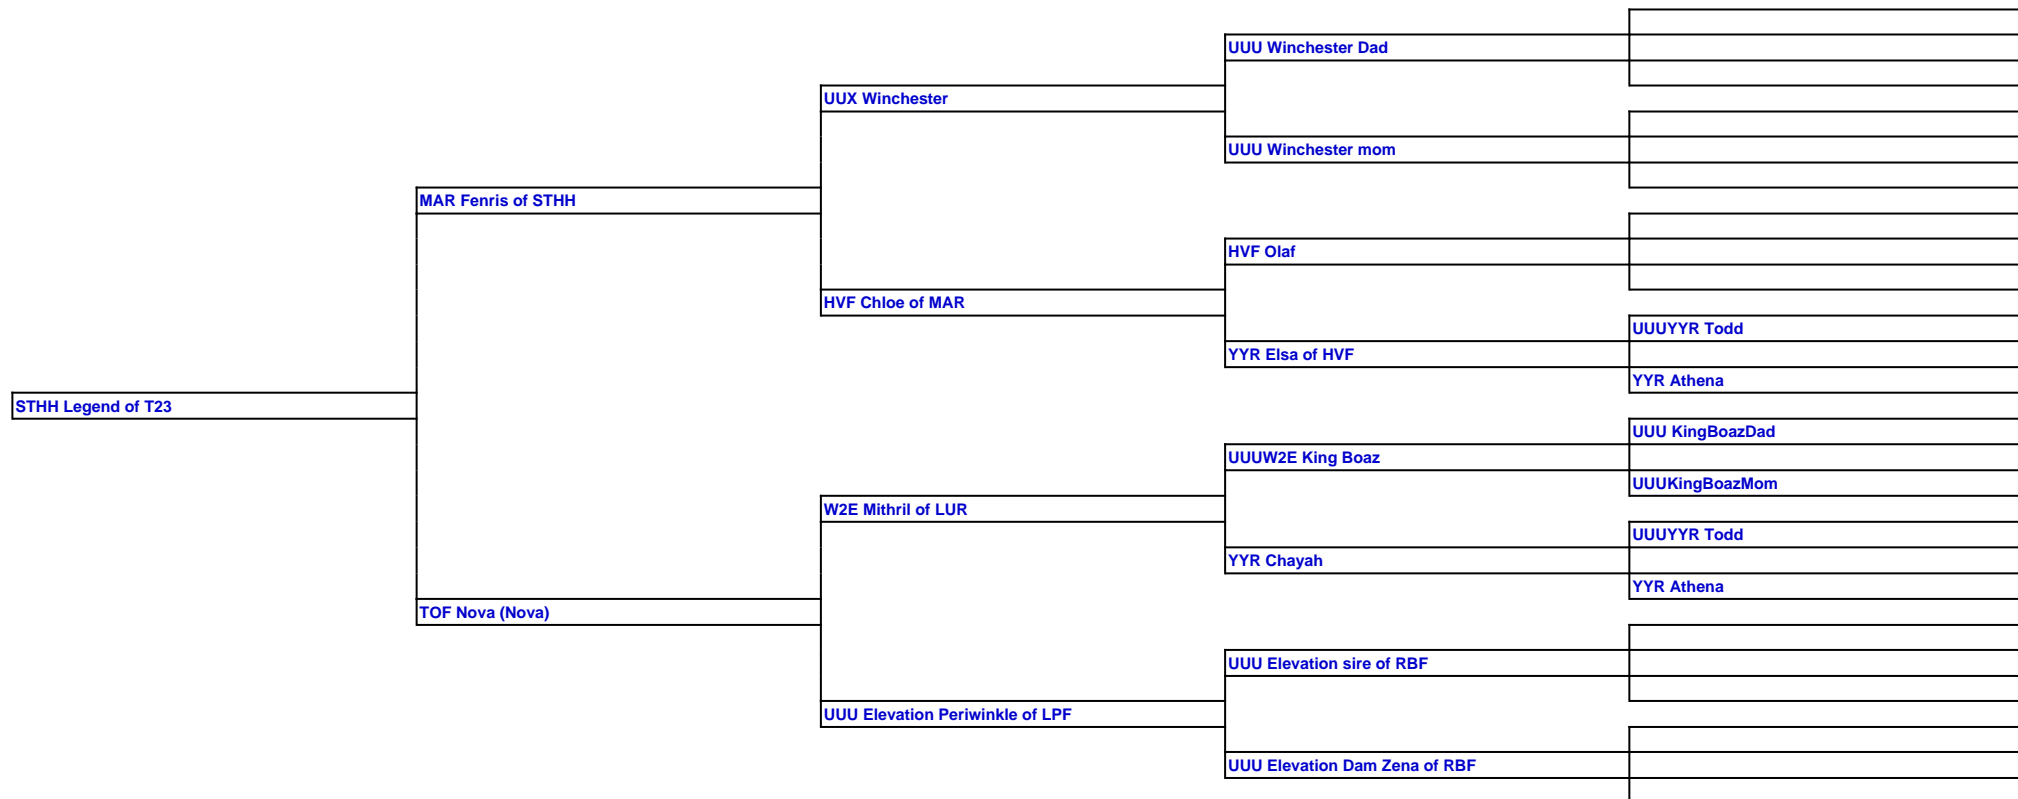 UUU Winchester Dad
UUX Winchester
UUU Winchester mom
MAR Fenris of STHH
HVF Olaf
HVF Chloe of MAR
UUUYYR Todd
YYR Elsa of HVF
YYR Athena
STHH Legend of T23
UUU KingBoazDad
UUUW2E King Boaz
UUUKingBoazMom
W2E Mithril of LUR
UUUYYR Todd
YYR Chayah
YYR Athena
TOF Nova (Nova)
UUU Elevation sire of RBF
UUU Elevation Periwinkle of LPF
UUU Elevation Dam Zena of RBF